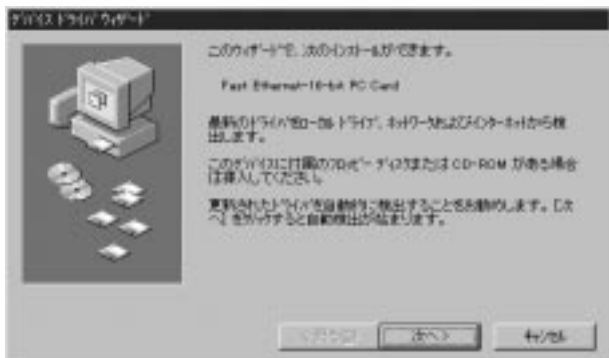 デバイス ドライバ ウィザード
このウィザードで、次のインストールができます。
Fast Ethernet-16-bit PC Card
最新のドライバをローカル ドライブ、ネットワークおよびインターネットから検
出します。
このデバイスに付属のフロッピー ディスクまたは CD-ROM がある場合
は挿入してください。
更新されたドライバを自動的に検出することをお勧めします。[次
へ] をクリックすると自動検出が始まります。
< 戻る(B)
次へ >
キャンセル